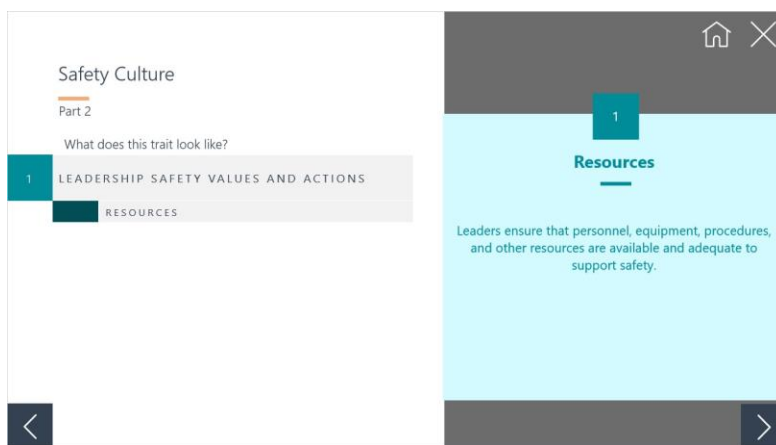 Safety Culture
Part 2
What does this trait look like?
1
LEADERSHIP SAFETY VALUES AND ACTIONS
RESOURCES
1
Resources
Leaders ensure that personnel, equipment, procedures,
and other resources are available and adequate to
support safety.